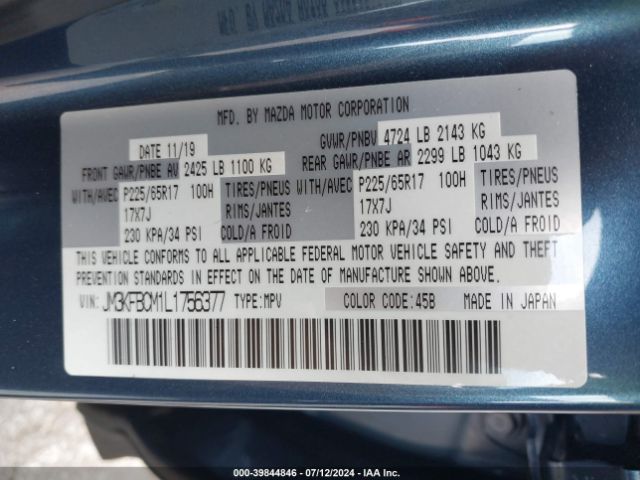 MFD. BY MAZDA MOTOR CORPORATION
DATE 11/19 GVWR/PNBV 4724 LB 2143 KG
FRONT GAWR/PNBE AV 2425 LB 1100 KG REAR GAWR/PNBE AR 2299 LB 1043 KG
WITH/AVEC P225/65R17 100H TIRES/PNEUS WITH/AVEC P225/65R17 100H TIRES/PNEUS
17X7J RIMS/JANTES 17X7J RIMS/JANTES
230 KPA/34 PSI COLD/A FROID 230 KPA/34 PSI COLD/A FROID
THIS VEHICLE CONFORMS TO ALL APPLICABLE FEDERAL MOTOR VEHICLE SAFETY AND THEFT
PREVENTION STANDARDS IN EFFECT ON THE DATE OF MANUFACTURE SHOWN ABOVE.
VIN: JM3KFBCM1L1756377 TYPE:MPV COLOR CODE:45B MADE IN JAPAN
000-39844846 - 07/12/2024 - IAA Inc.